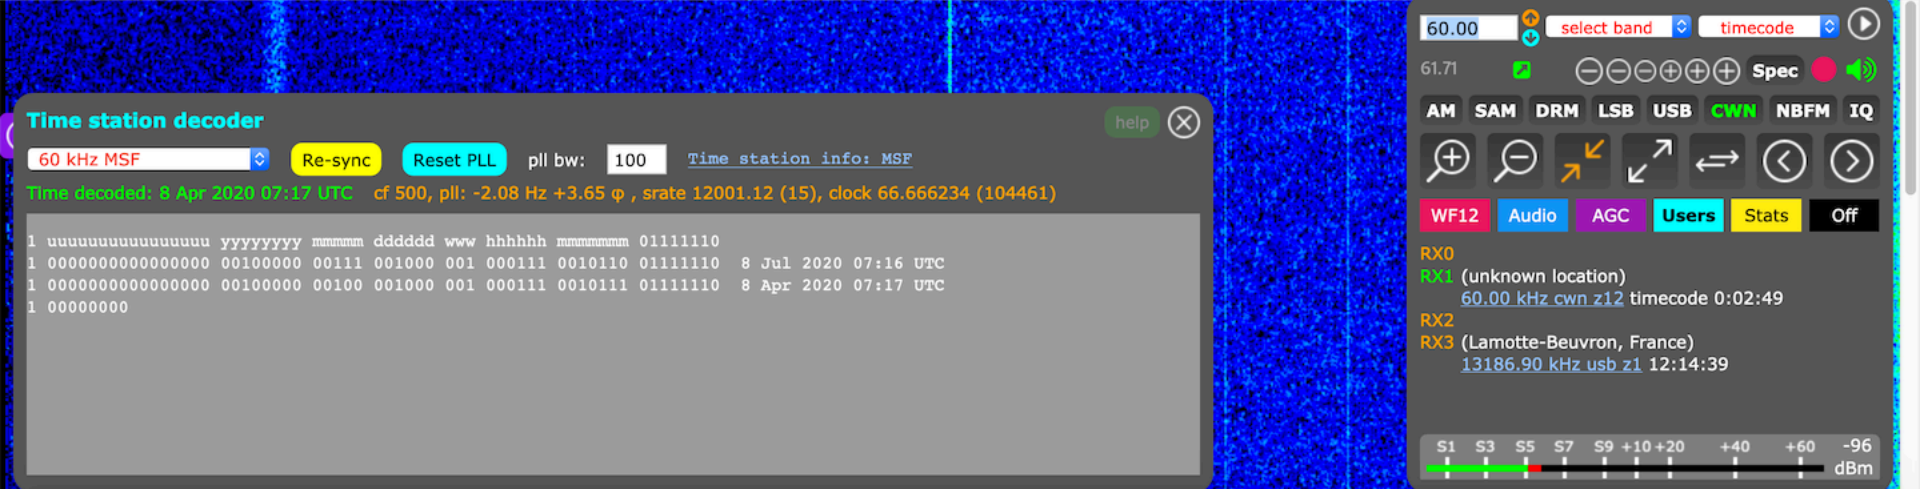 Time station decoder
help
60 kHz MSF
Re-sync
Reset PLL
pll bw:
100
Time station info: MSF
Time decoded: 8 Apr 2020 07:17 UTC cf 500, pll: -2.08 Hz +3.65 φ , srate 12001.12 (15), clock 66.666234 (104461)
1 uuuuuuuuuuuuuuuu yyyyyyyy mmmmm dddddd www hhhhhh mmmmmmm 01111110
1 0000000000000000 00100000 00111 001000 001 000111 0010110 01111110 8 Jul 2020 07:16 UTC
1 0000000000000000 00100000 00100 001000 001 000111 0010111 01111110 8 Apr 2020 07:17 UTC
1 00000000
60.00
select band
timecode
61.71
Spec
AM SAM DRM LSB USB CWN NBFM IQ
WF12 Audio AGC Users Stats Off
RX0
RX1 (unknown location)
60.00 kHz cwn z12 timecode 0:02:49
RX2
RX3 (Lamotte-Beuvron, France)
13186.90 kHz usb z1 12:14:39
S1 S3 S5 S7 S9 +10 +20 +40 +60 -96
dBm